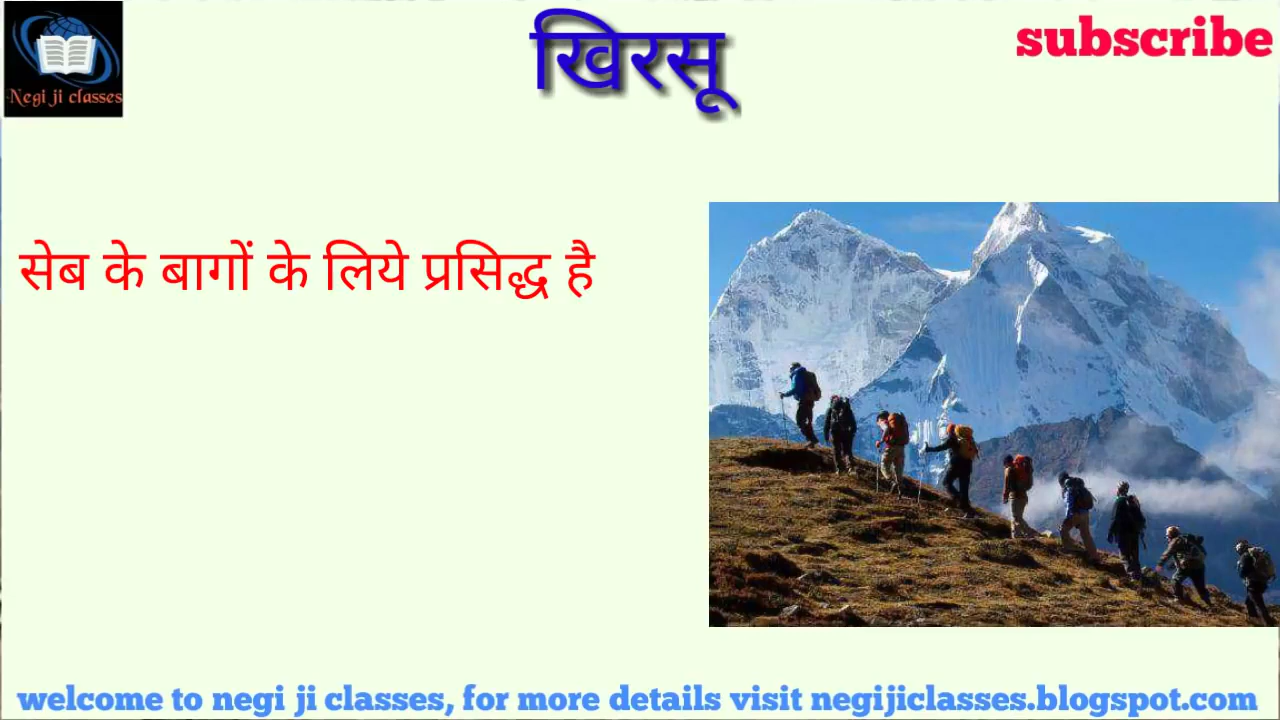 Negi ji classes
खिरसू
subscribe
सेब के बागों के लिये प्रसिद्ध है
welcome to negi ji classes, for more details visit negijiclasses.blogspot.com